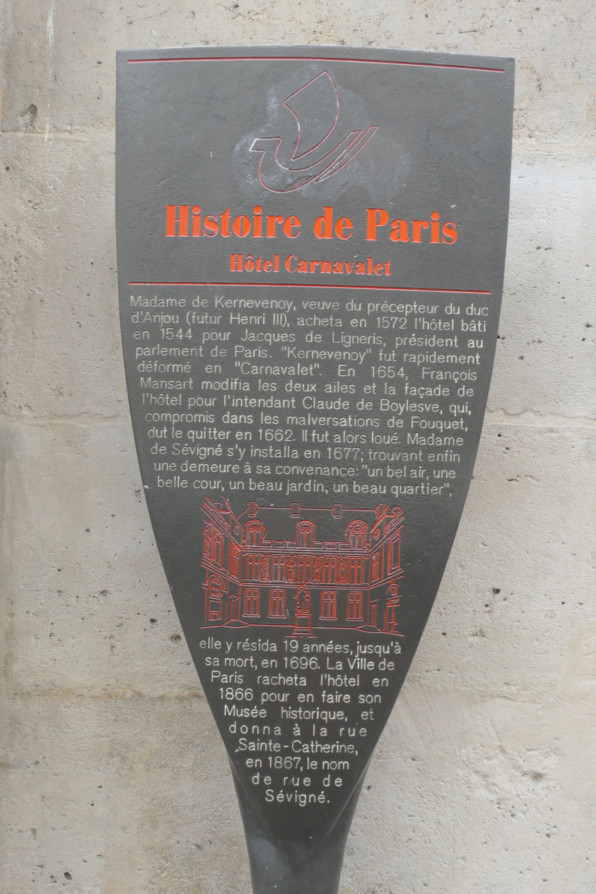 Histoire de Paris
Hôtel Carnavalet
Madame de Kernevenoy, veuve du précepteur du duc
d'Anjou (futur Henri III), acheta en 1572 l'hôtel bâti
en 1544 pour Jacques de Ligneris, président au
parlement de Paris. "Kernevenoy" fut rapidement
déformé en "Carnavalet". En 1654, François
Mansart modifia les deux ailes et la façade de
l'hôtel pour l'intendant Claude de Boylesve, qui,
compromis dans les malversations de Fouquet,
dut le quitter en 1662. Il fut alors loué. Madame
de Sévigné s'y installa en 1677; trouvant enfin
une demeure à sa convenance: "un bel air, une
belle cour, un beau jardin, un beau quartier",
elle y résida 19 années, jusqu'à
sa mort, en 1696. La Ville de
Paris racheta l'hôtel en
1866 pour en faire son
Musée historique, et
donna à la rue
Sainte-Catherine,
en 1867, le nom
de rue de
Sévigné.